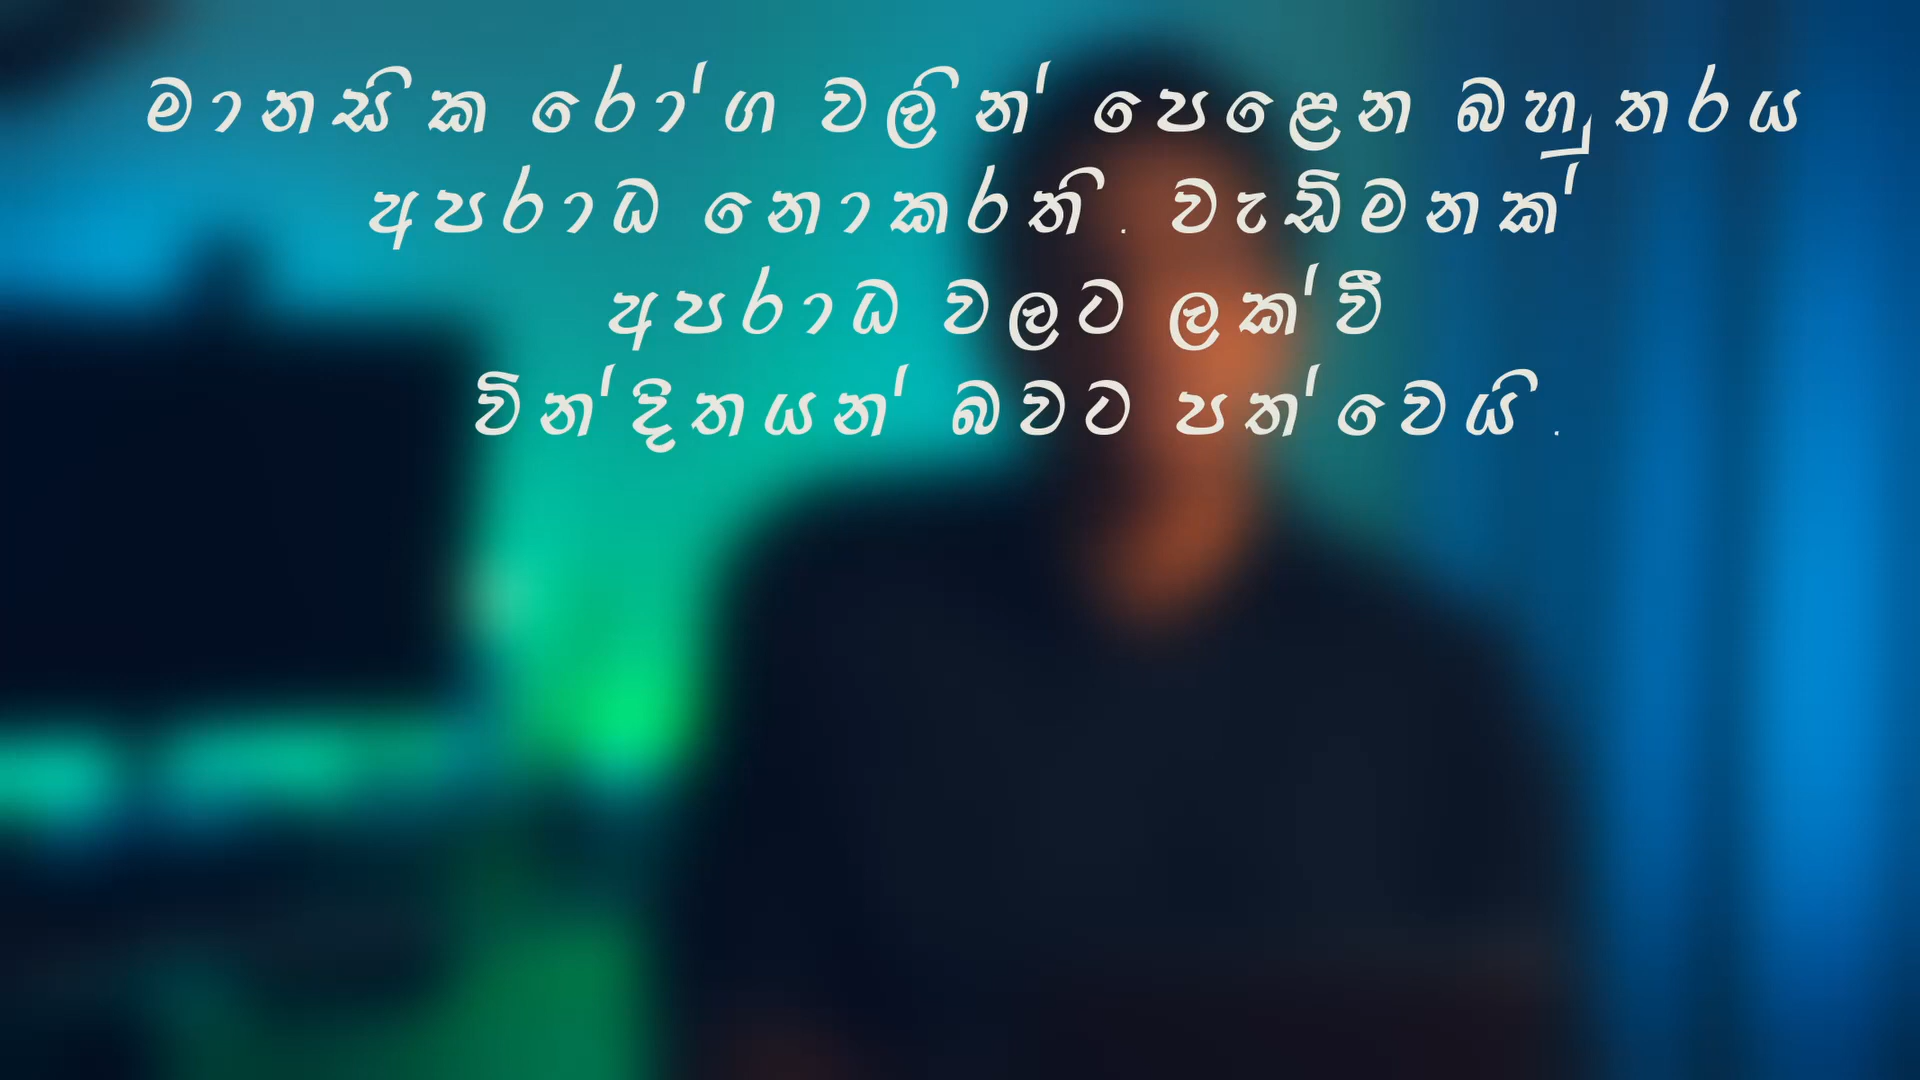 මානසික රෝග වලින් පෙළෙන බහුතරය
අපරාධ නොකරති. වැඩිමනක්
අපරාධ වලට ලක්වී
වින්දිතයන් බවට පත්වෙයි.